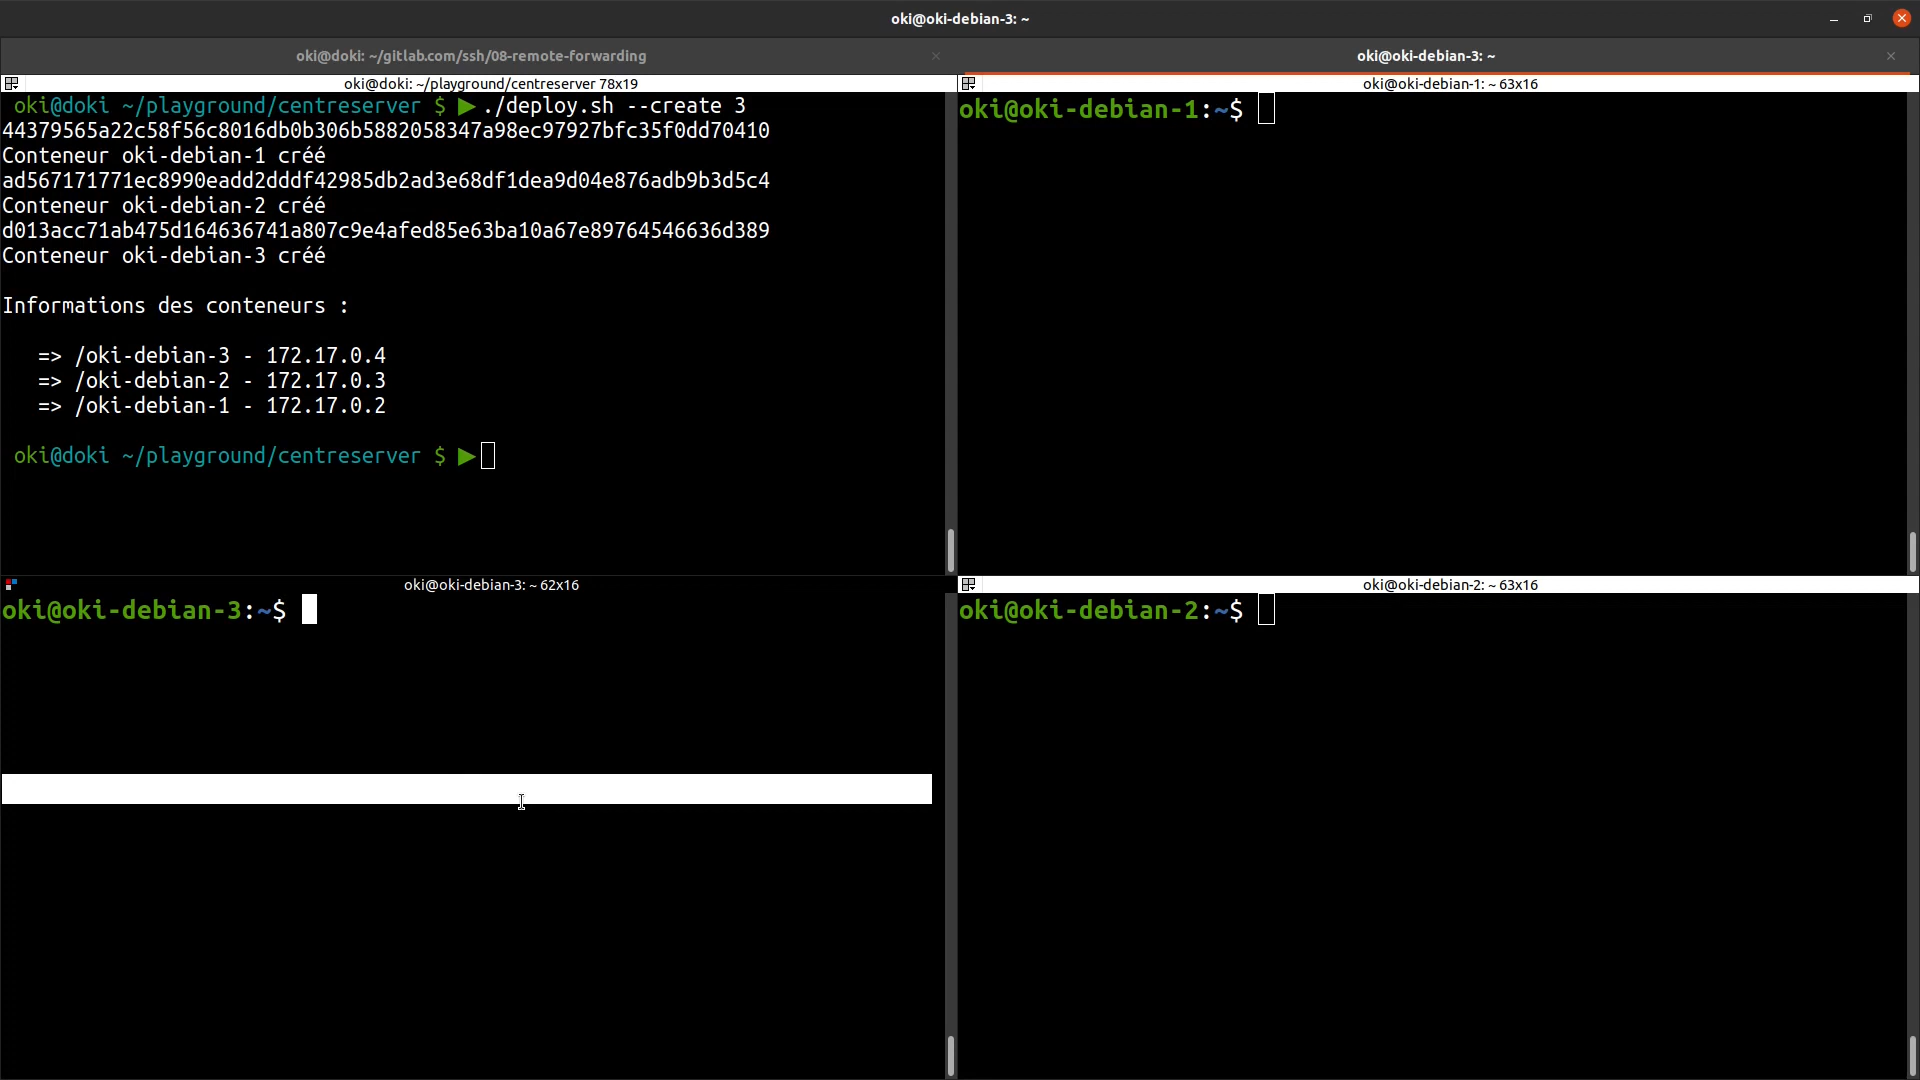 oki@oki-debian-3: ~
oki@doki: ~/gitlab.com/ssh/08-remote-forwarding
oki@oki-debian-3: ~
oki@doki: ~/playground/centreserver 78x19
oki@doki ~/playground/centreserver $ ▶./deploy.sh --create 3
44379565a22c58f56c8016db0b306b5882058347a98ec97927bfc35f0dd70410
Conteneur oki-debian-1 créé
ad567171771ec8990eadd2dddf42985db2ad3e68df1dea9d04e876adb9b3d5c4
Conteneur oki-debian-2 créé
d013acc71ab475d164636741a807c9e4afed85e63ba10a67e89764546636d389
Conteneur oki-debian-3 créé
Informations des conteneurs :
=> /oki-debian-3 - 172.17.0.4
=> /oki-debian-2 - 172.17.0.3
=> /oki-debian-1 - 172.17.0.2
oki@doki ~/playground/centreserver $ ▶
oki@oki-debian-1: ~ 63x16
oki@oki-debian-1:~$
oki@oki-debian-3: ~ 62x16
oki@oki-debian-3:~$
oki@oki-debian-2: ~ 63x16
oki@oki-debian-2:~$